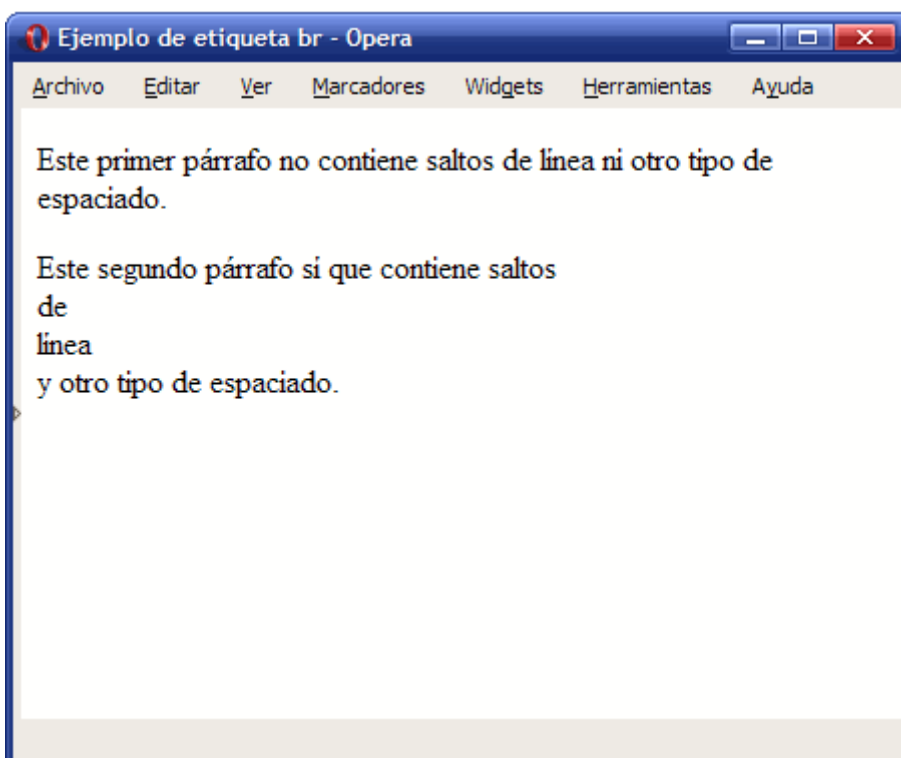 Ejemplo de etiqueta br - Opera
Archivo Editar Ver Marcadores Widgets Herramientas Ayuda
Este primer párrafo no contiene saltos de línea ni otro tipo de
espaciado.
Este segundo párrafo sí que contiene saltos
de
línea
y otro tipo de espaciado.